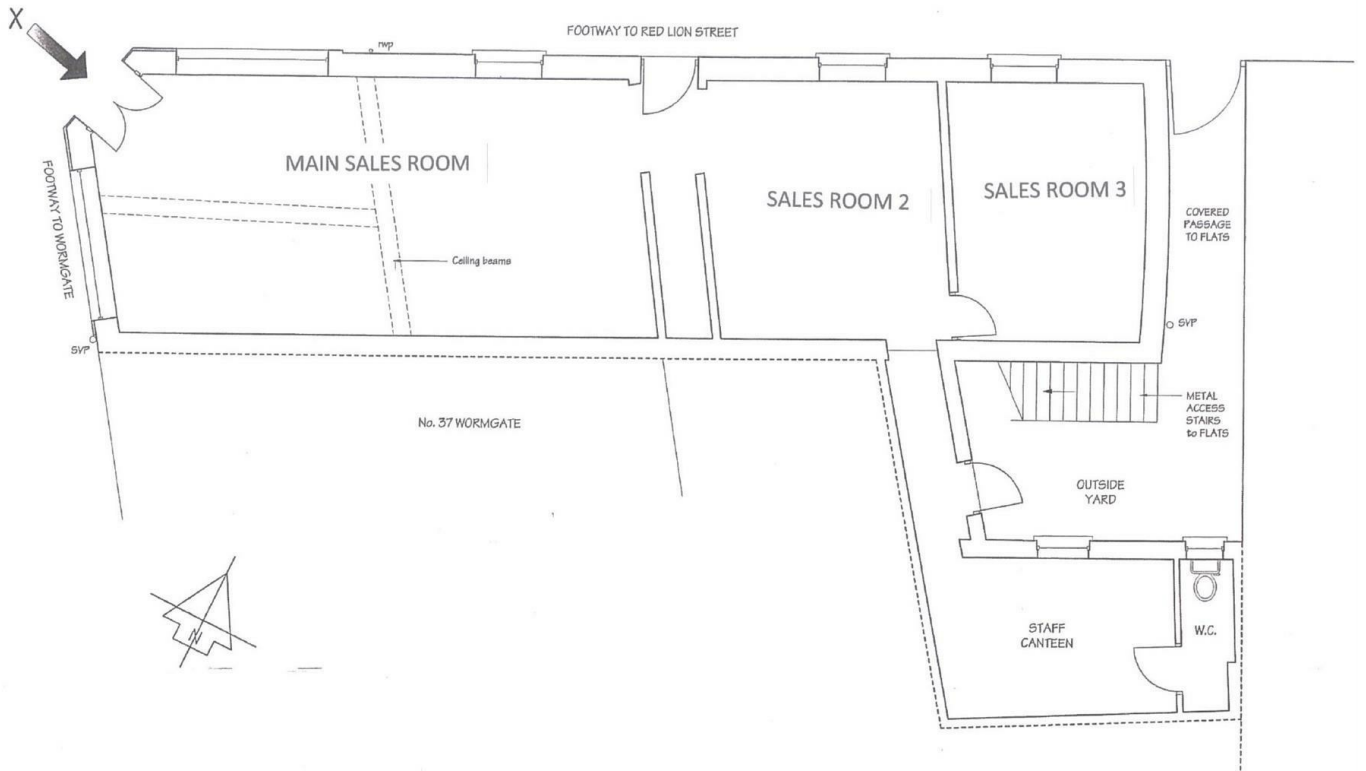 X
FOOTWAY TO RED LION STREET
rwp
MAIN SALES ROOM
SALES ROOM 2
SALES ROOM 3
FOOTWAY TO WORMGATE
COVERED
PASSAGE
TO FLATS
Ceiling beams
SVP
SVP
No. 37 WORMGATE
METAL
ACCESS
STAIRS
to FLATS
OUTSIDE
YARD
N
STAFF
CANTEEN
W.C.